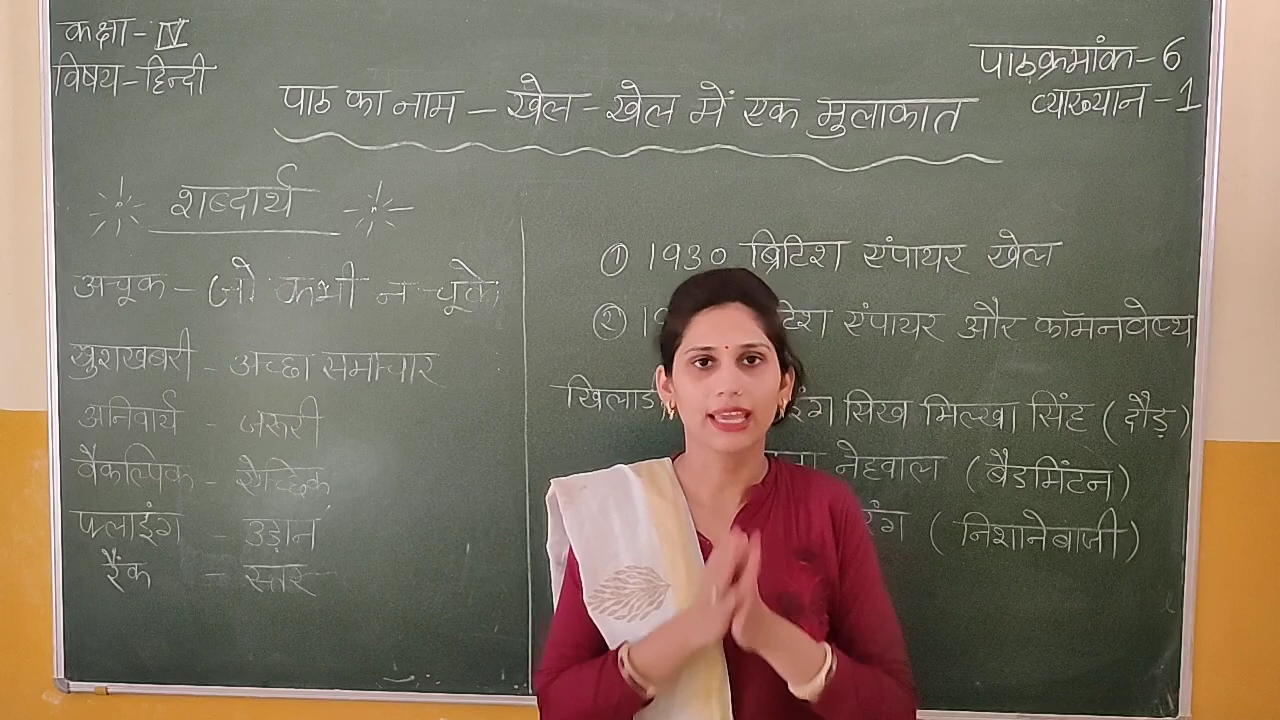 कक्षा - IV
विषय - हिन्दी
पाठ क्रमांक - 6
व्याख्यान - 1
पाठ का नाम - खेल - खेल में एक मुलाकात
शब्दार्थ
अचूक - जो कभी न चूके
खुशखबरी - अच्छा समाचार
अनिवार्य - जरूरी
वैकल्पिक - ऐच्छिक
फ्लाइंग - उड़ान
रैंक - स्तर
① 1930 ब्रिटिश एंपायर खेल
② एंपायर और कॉमनवेल्थ
सिख मिल्खा सिंह (दौड़)
नेहवाल (बैडमिंटन)
(निशानेबाजी)